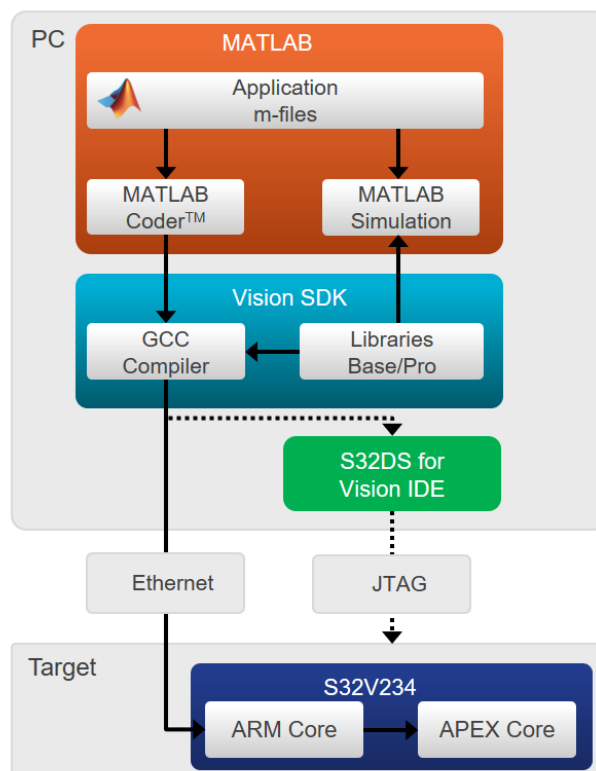 PC
MATLAB
Application
m-files
MATLAB
Coder™
MATLAB
Simulation
Vision SDK
GCC
Compiler
Libraries
Base/Pro
S32DS for
Vision IDE
Ethernet
JTAG
Target
S32V234
ARM Core
APEX Core